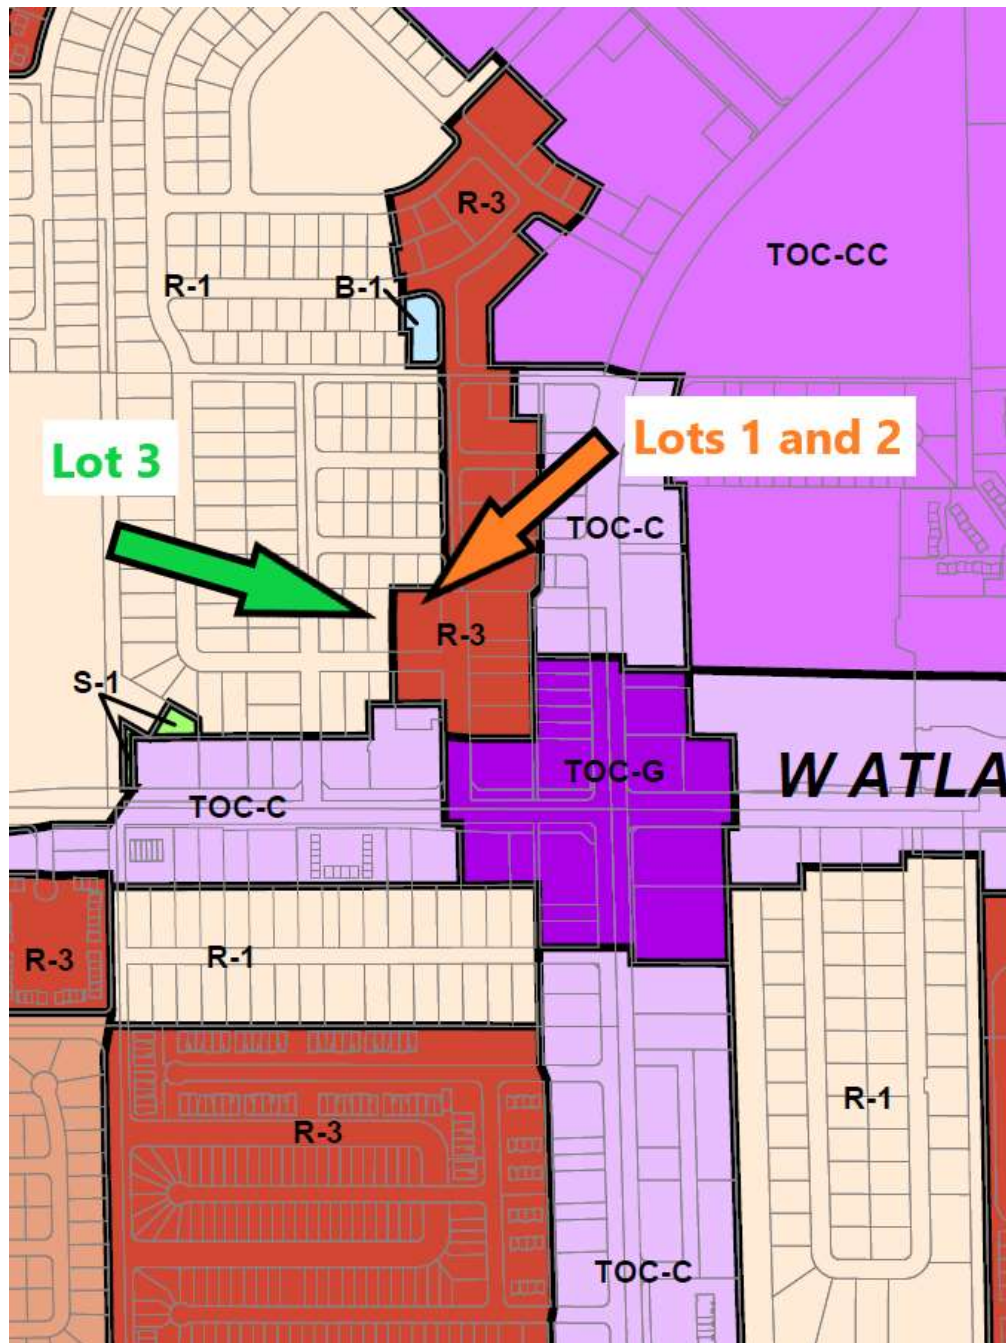 R-3
TOC-CC
R-1
B-1
Lot 3
Lots 1 and 2
TOC-C
R-3
S-1
TOC-G
W ATLA
TOC-C
R-3
R-1
R-1
R-3
TOC-C